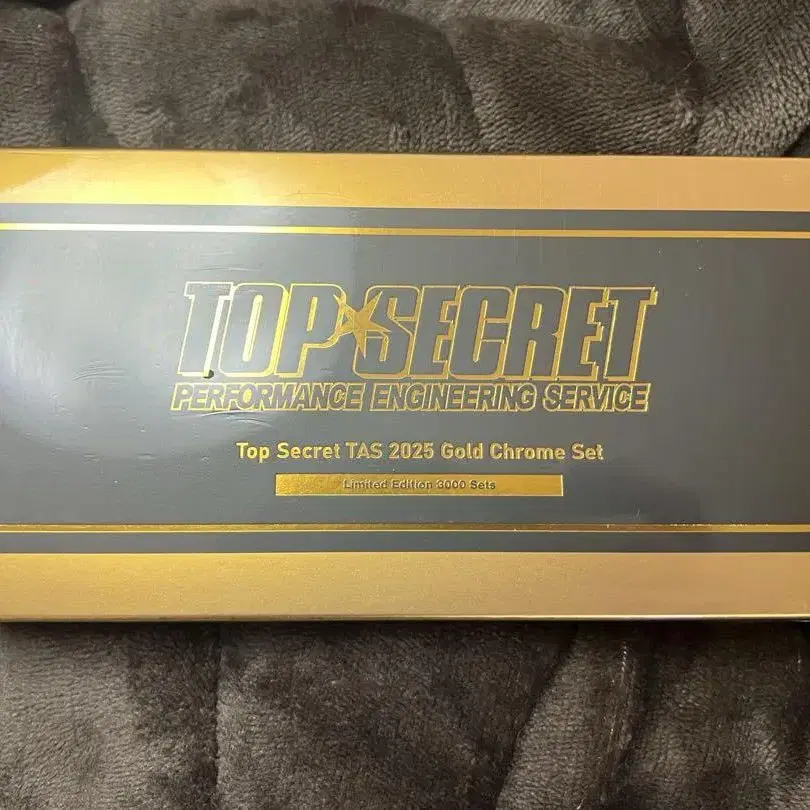 TOP SECRET
PERFORMANCE ENGINEERING SERVICE
Top Secret TAS 2025 Gold Chrome Set
Limited Edition 3000 Sets